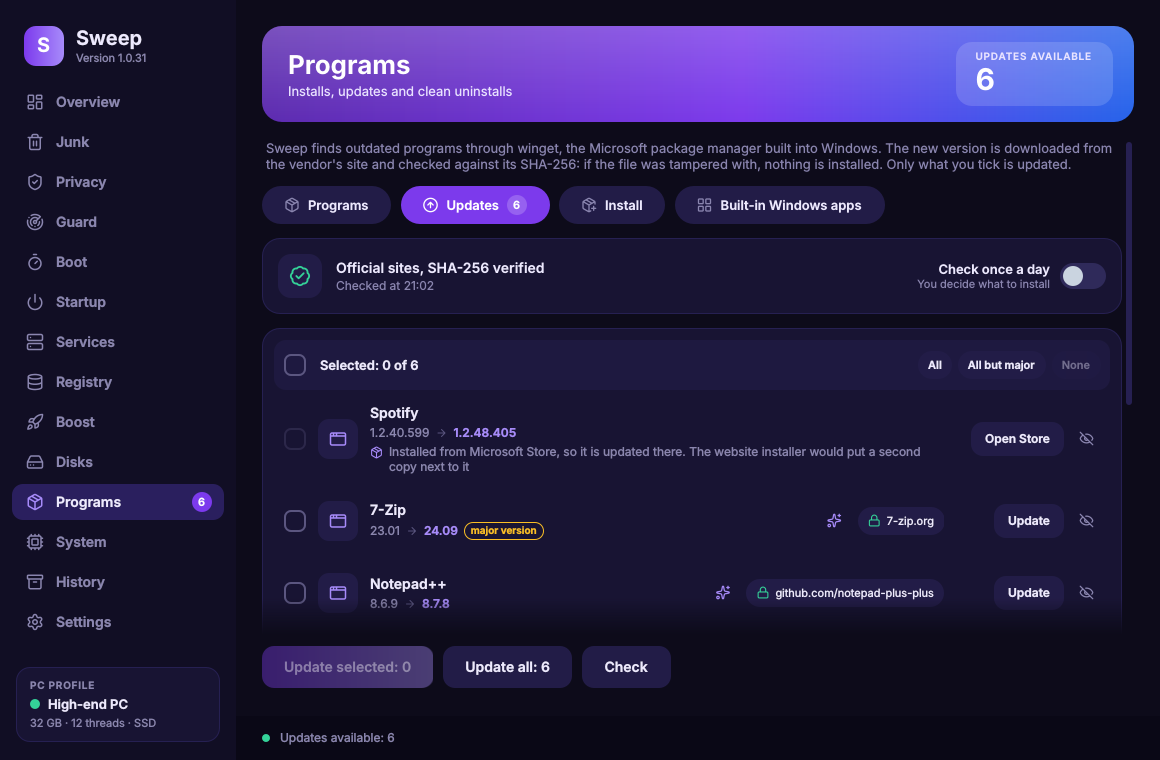 S
Sweep
Version 1.0.31
Overview
Junk
Privacy
Guard
Boot
Startup
Services
Registry
Boost
Disks
Programs 6
System
History
Settings
PC PROFILE
High-end PC
32 GB · 12 threads · SSD
Programs
Installs, updates and clean uninstalls
UPDATES AVAILABLE
6
Sweep finds outdated programs through winget, the Microsoft package manager built into Windows. The new version is downloaded from
the vendor's site and checked against its SHA-256: if the file was tampered with, nothing is installed. Only what you tick is updated.
Programs Updates 6 Install Built-in Windows apps
Official sites, SHA-256 verified
Checked at 21:02
Check once a day
You decide what to install
Selected: 0 of 6 All All but major None
Spotify
1.2.40.599 → 1.2.48.405
Installed from Microsoft Store, so it is updated there. The website installer would put a second
copy next to it
Open Store
7-Zip
23.01 → 24.09 major version
7-zip.org Update
Notepad++
8.6.9 → 8.7.8
github.com/notepad-plus-plus Update
Update selected: 0 Update all: 6 Check
Updates available: 6